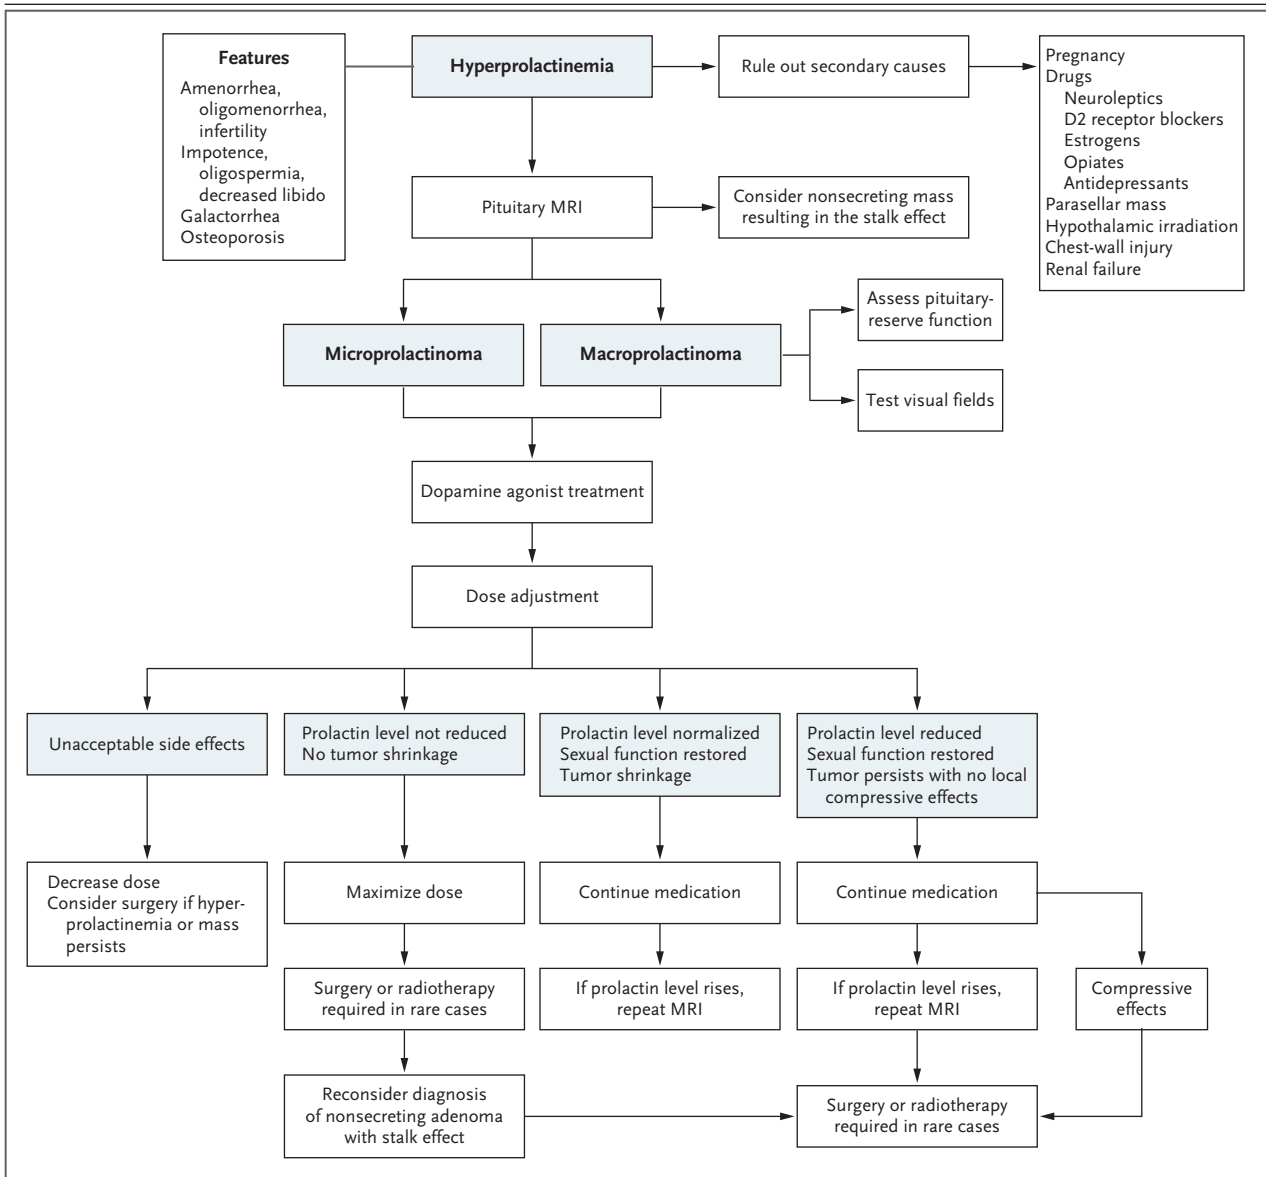 Features
Amenorrhea,
oligomenorrhea,
infertility
Impotence,
oligospermia,
decreased libido
Galactorrhea
Osteoporosis
Hyperprolactinemia
Rule out secondary causes
Pregnancy
Drugs
Neuroleptics
D2 receptor blockers
Estrogens
Opiates
Antidepressants
Parasellar mass
Hypothalamic irradiation
Chest-wall injury
Renal failure
Pituitary MRI
Consider nonsecreting mass
resulting in the stalk effect
Microprolactinoma
Macroprolactinoma
Assess pituitary-
reserve function
Test visual fields
Dopamine agonist treatment
Dose adjustment
Unacceptable side effects
Prolactin level not reduced
No tumor shrinkage
Prolactin level normalized
Sexual function restored
Tumor shrinkage
Prolactin level reduced
Sexual function restored
Tumor persists with no local
compressive effects
Decrease dose
Consider surgery if hyper-
prolactinemia or mass
persists
Maximize dose
Continue medication
Continue medication
Surgery or radiotherapy
required in rare cases
If prolactin level rises,
repeat MRI
If prolactin level rises,
repeat MRI
Compressive
effects
Reconsider diagnosis
of nonsecreting adenoma
with stalk effect
Surgery or radiotherapy
required in rare cases